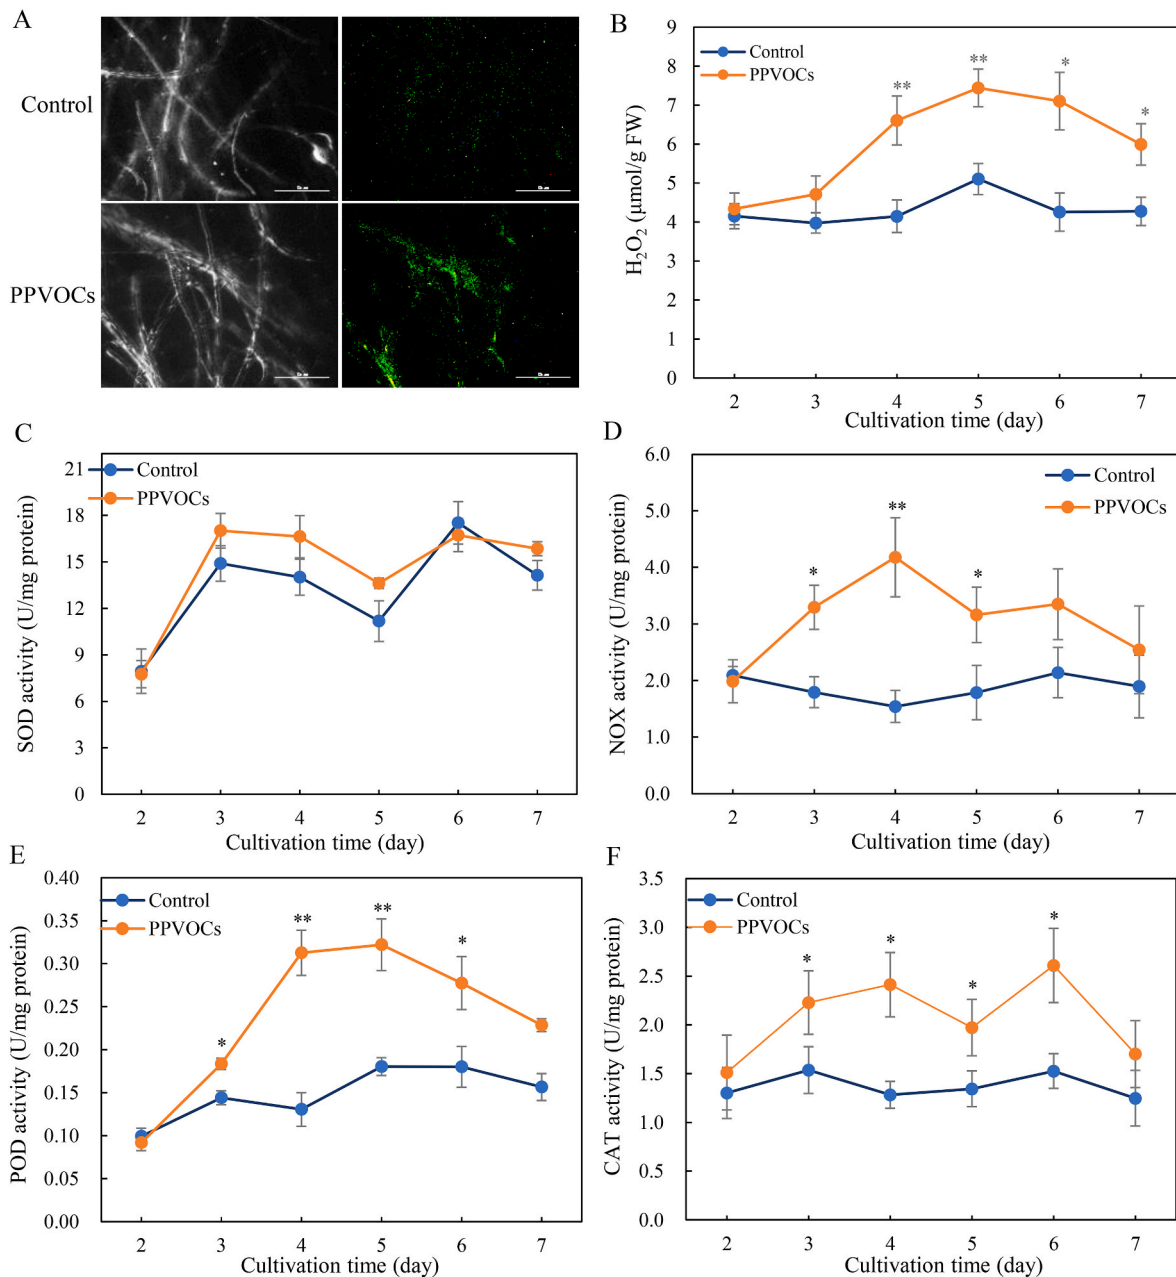 A
Control
PPVOCs
B
Control
PPVOCs
H₂O₂ (μmol/g FW)
9
8
7
6
5
4
3
2
1
0
** ** * *
2 3 4 5 6 7
Cultivation time (day)
C
Control
PPVOCs
SOD activity (U/mg protein)
21
18
15
12
9
6
3
0
2 3 4 5 6 7
Cultivation time (day)
D
Control
PPVOCs
NOX activity (U/mg protein)
6.0
5.0
4.0
3.0
2.0
1.0
0.0
* ** *
2 3 4 5 6 7
Cultivation time (day)
E
Control
PPVOCs
POD activity (U/mg protein)
0.40
0.35
0.30
0.25
0.20
0.15
0.10
0.05
0.00
* ** ** *
2 3 4 5 6 7
Cultivation time (day)
F
Control
PPVOCs
CAT activity (U/mg protein)
3.5
3.0
2.5
2.0
1.5
1.0
0.5
0.0
* * * *
2 3 4 5 6 7
Cultivation time (day)